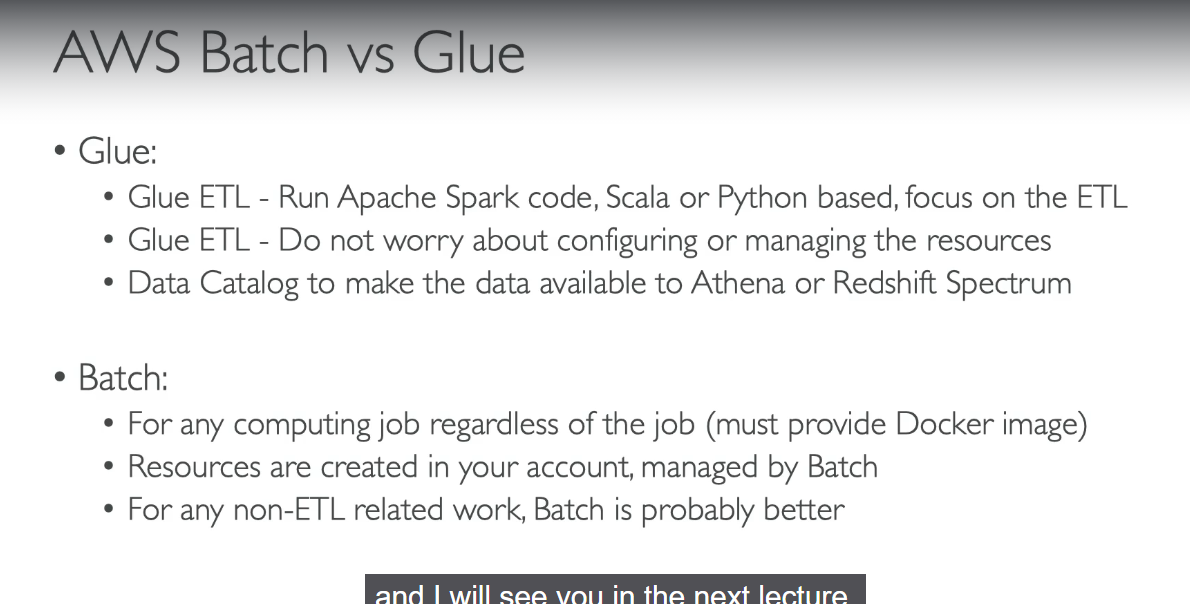 AWS Batch vs Glue
• Glue:
• Glue ETL - Run Apache Spark code, Scala or Python based, focus on the ETL
• Glue ETL - Do not worry about configuring or managing the resources
• Data Catalog to make the data available to Athena or Redshift Spectrum
• Batch:
• For any computing job regardless of the job (must provide Docker image)
• Resources are created in your account, managed by Batch
• For any non-ETL related work, Batch is probably better
and I will see you in the next lecture.